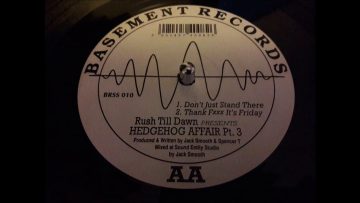 BASEMENT RECORDS
BRSS 010
1. Don't Just Stand There
2. Thank Fxxx It's Friday
Rush Till Dawn PRESENTS
HEDGEHOG AFFAIR Pt. 3
Produced & Written by Jack Smooth & Spencer T
Mixed at Sound Entity Studio
by Jack Smooth
AA